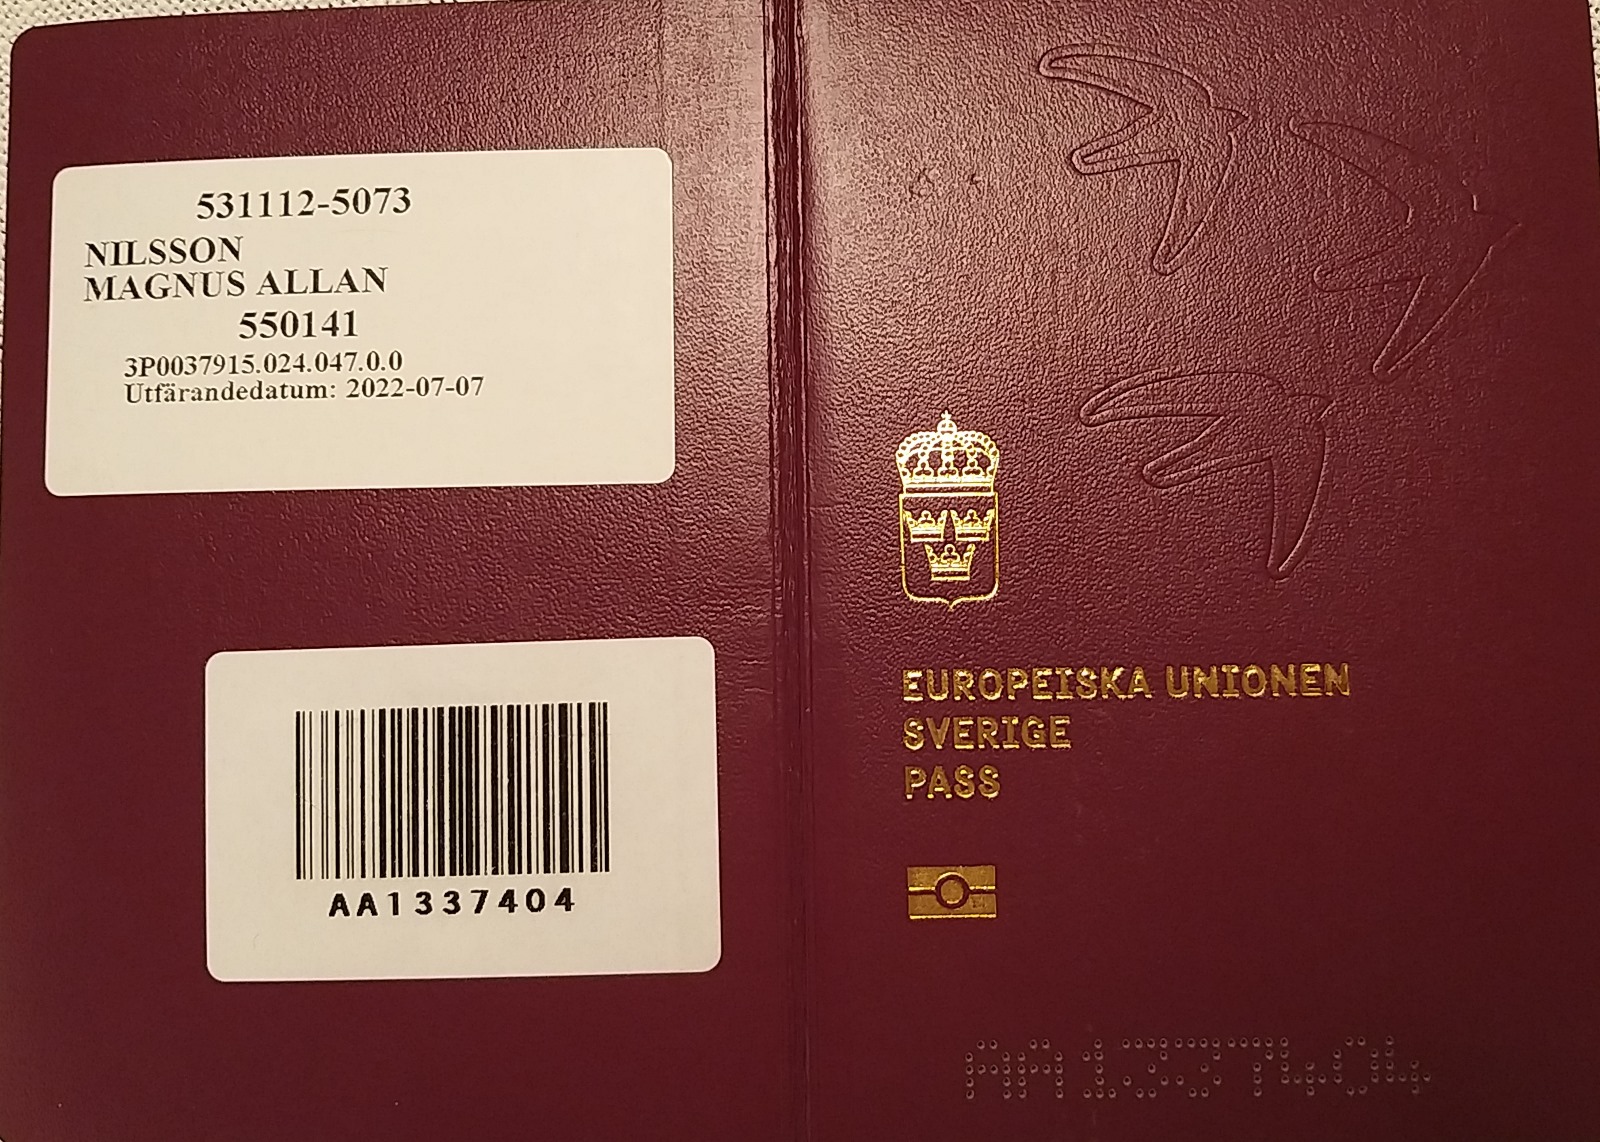 531112-5073
NILSSON
MAGNUS ALLAN
550141
3P0037915.024.047.0.0
Utfärandedatum: 2022-07-07
AA1337404
EUROPEISKA UNIONEN
SVERIGE
PASS
AA1337404